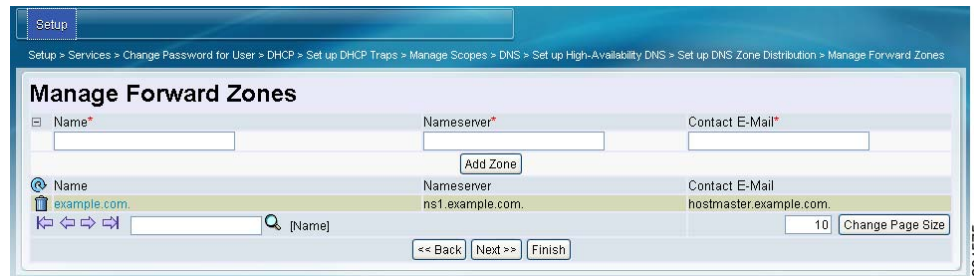 Setup
Setup > Services > Change Password for User > DHCP > Set up DHCP Traps > Manage Scopes > DNS > Set up High-Availability DNS > Set up DNS Zone Distribution > Manage Forward Zones
Manage Forward Zones
Name* Nameserver* Contact E-Mail*
Add Zone
Name Nameserver Contact E-Mail
example.com. ns1.example.com. hostmaster.example.com.
[Name] 10 Change Page Size
<< Back Next >> Finish